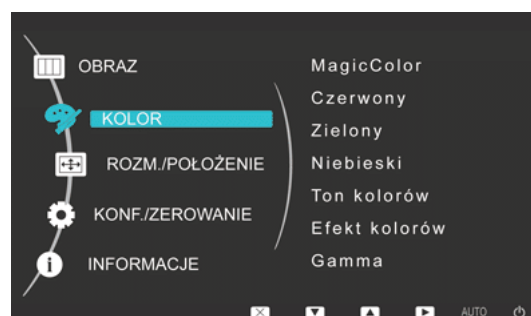 OBRAZ
KOLOR
ROZM./POŁOŻENIE
KONF./ZEROWANIE
INFORMACJE
MagicColor
Czerwony
Zielony
Niebieski
Ton kolorów
Efekt kolorów
Gamma
AUTO